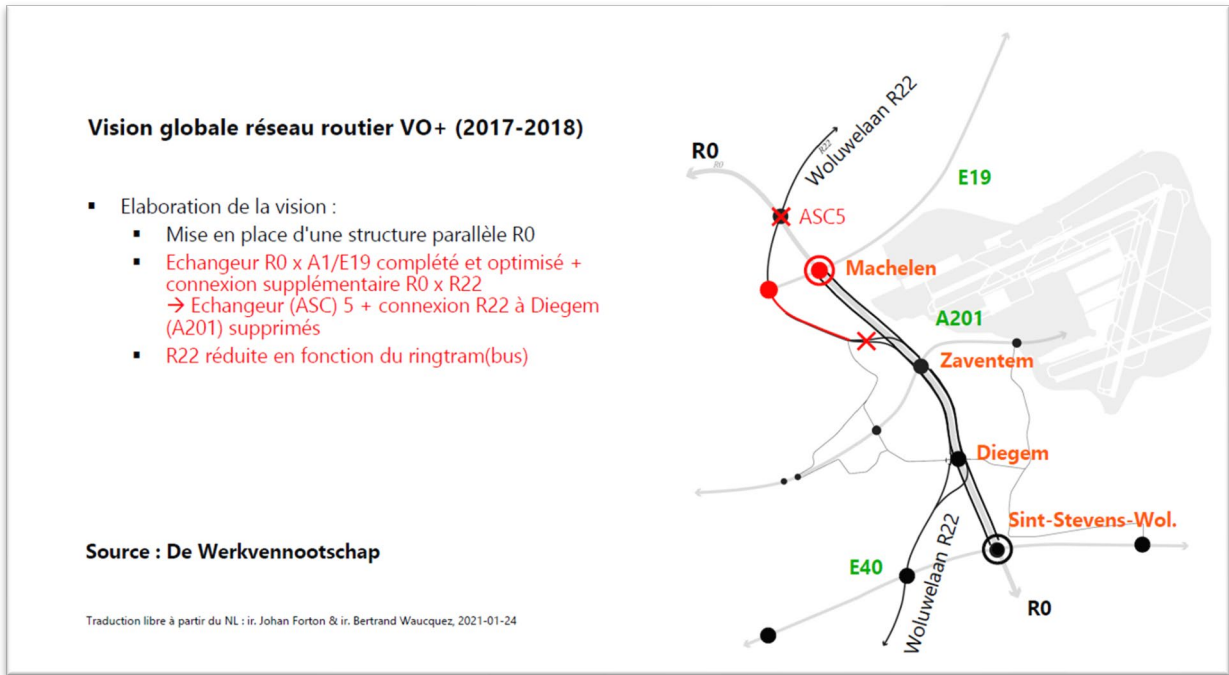 Vision globale réseau routier VO+ (2017-2018)
▪ Elaboration de la vision :
▪ Mise en place d'une structure parallèle R0
▪ Echangeur R0 x A1/E19 complété et optimisé +
connexion supplémentaire R0 x R22
→ Echangeur (ASC) 5 + connexion R22 à Diegem
(A201) supprimés
▪ R22 réduite en fonction du ringtram(bus)
Source : De Werkvennootschap
Traduction libre à partir du NL : ir. Johan Forton & ir. Bertrand Waucquez, 2021-01-24
R0
R0
R22
Woluwelaan R22
E19
ASC5
Machelen
A201
Zaventem
Diegem
Sint-Stevens-Wol.
Woluwelaan R22
E40
R0